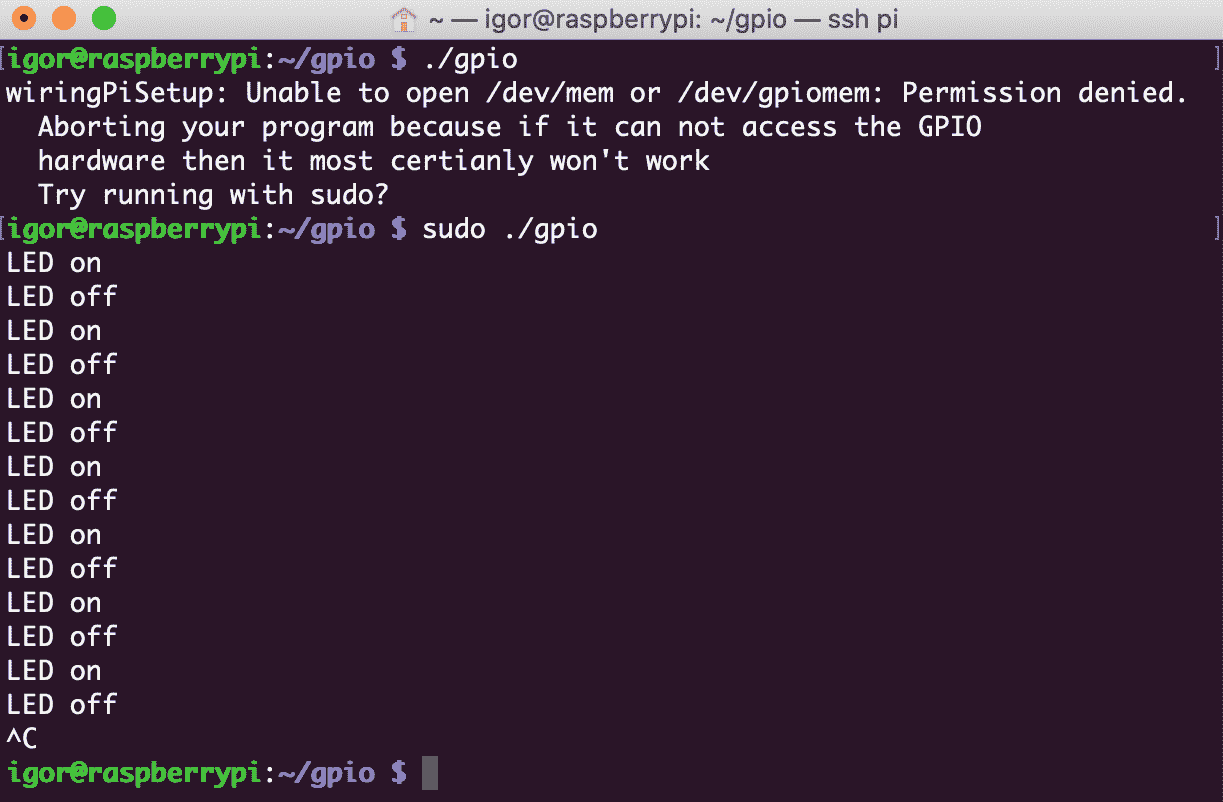 ~ — igor@raspberrypi: ~/gpio — ssh pi
[igor@raspberrypi:~/gpio $ ./gpio ]
wiringPiSetup: Unable to open /dev/mem or /dev/gpiomem: Permission denied.
  Aborting your program because if it can not access the GPIO
  hardware then it most certianly won't work
  Try running with sudo?
[igor@raspberrypi:~/gpio $ sudo ./gpio ]
LED on
LED off
LED on
LED off
LED on
LED off
LED on
LED off
LED on
LED off
LED on
LED off
LED on
LED off
^C
igor@raspberrypi:~/gpio $